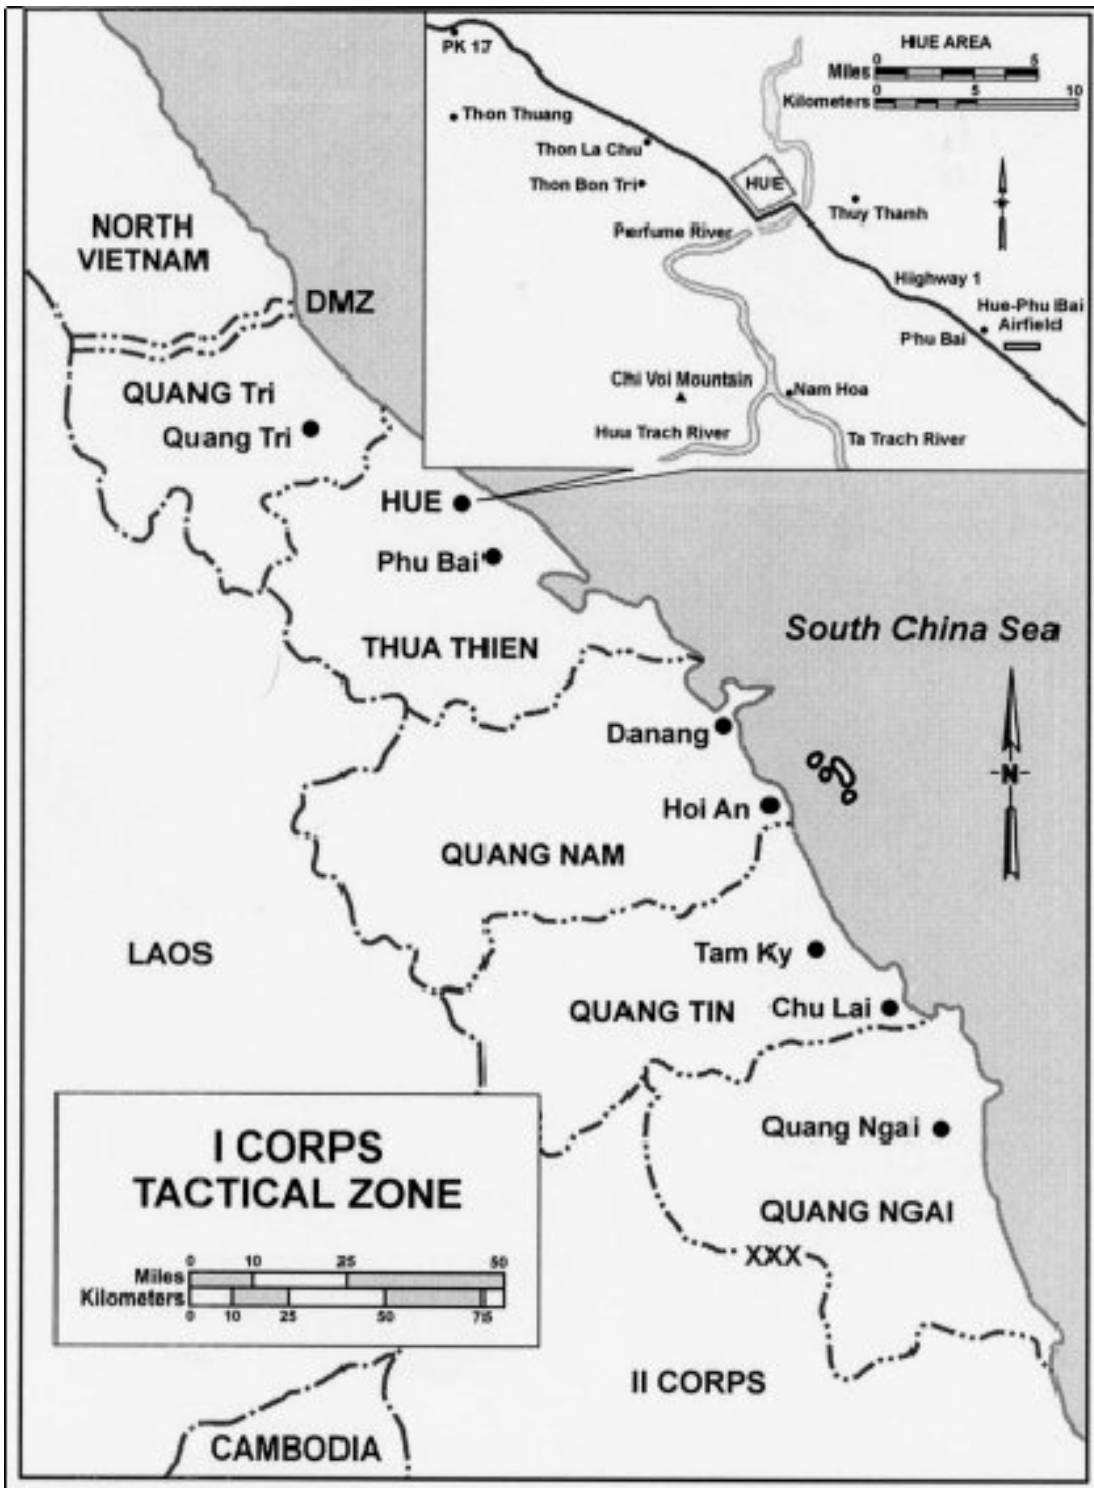 PK 17
HUE AREA
0 5
Miles
Kilometers
0 5 10
Thon Thuang
Thon La Chu
Thon Bon Tri
HUE
Thuy Thanh
Perfume River
Highway 1
Hue-Phu Bai
Airfield
Phu Bai
Chi Voi Mountain
Nam Hoa
Huu Trach River
Ta Trach River
NORTH
VIETNAM
DMZ
QUANG Tri
Quang Tri
HUE
Phu Bai
THUA THIEN
South China Sea
N
Danang
Hoi An
QUANG NAM
LAOS
Tam Ky
QUANG TIN
Chu Lai
Quang Ngai
QUANG NGAI
XXX
I CORPS
TACTICAL ZONE
0 10 25 50
Miles
Kilometers
0 10 25 50 75
II CORPS
CAMBODIA